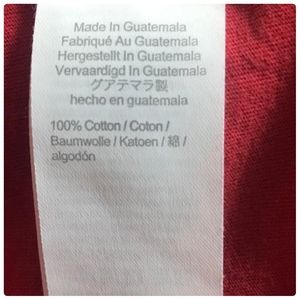 Made In Guatemala
Fabriqué Au Guatemala
Hergestellt In Guatemala
Vervaardigd In Guatemala
グアテマラ製
hecho en guatemala
100% Cotton / Coton /
Baumwolle / Katoen / 綿 /
algodón